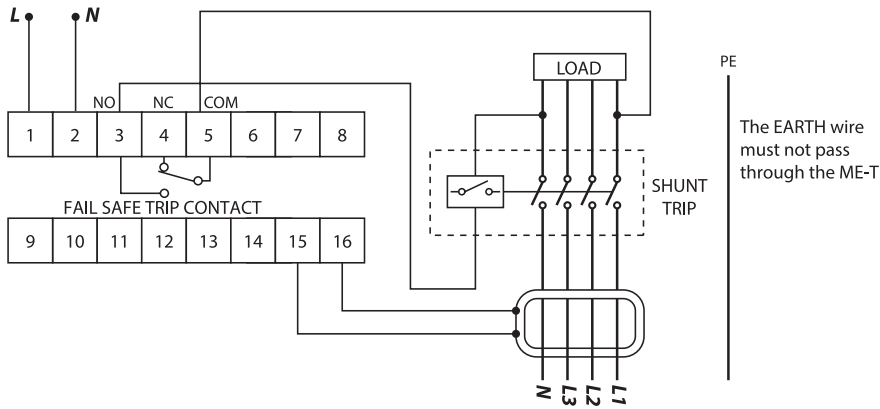 L N
LOAD
PE
NO NC COM
1 2 3 4 5 6 7 8
The EARTH wire
must not pass
through the ME-T
SHUNT
TRIP
FAIL SAFE TRIP CONTACT
9 10 11 12 13 14 15 16
N L3 L2 L1